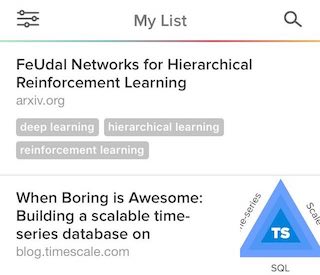 My List
FeUdal Networks for Hierarchical
Reinforcement Learning
arxiv.org
deep learning hierarchical learning
reinforcement learning
When Boring is Awesome:
Building a scalable time-
series database on
blog.timescale.com
TS
SQL